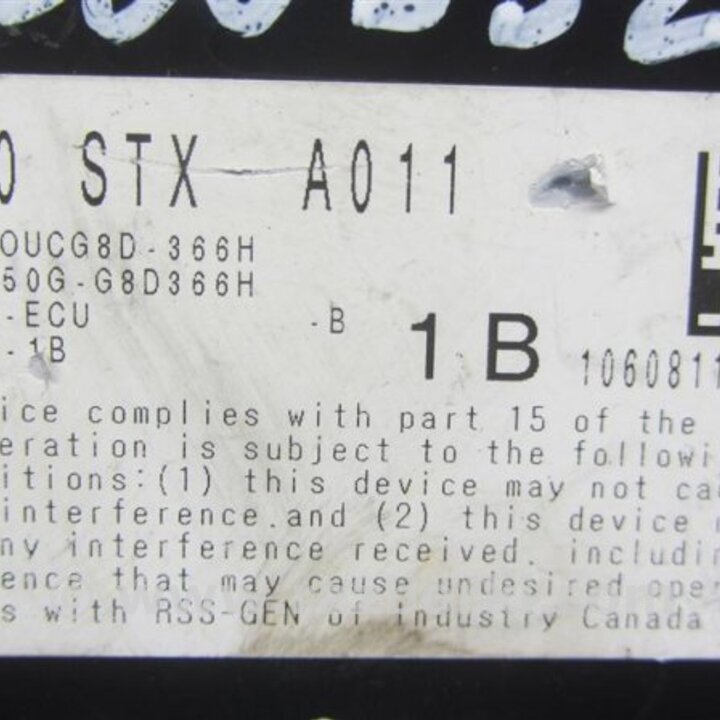 0 STX A011
OUCG8D-366H
50G-G8D366H
-ECU -B
-1B 1B 1060811
ice complies with part 15 of the
eration is subject to the followi
itions:(1) this device may not ca
interference.and (2) this device
ny interference received. includin
ence that may cause undesired oper
s with RSS-GEN of industry Canada